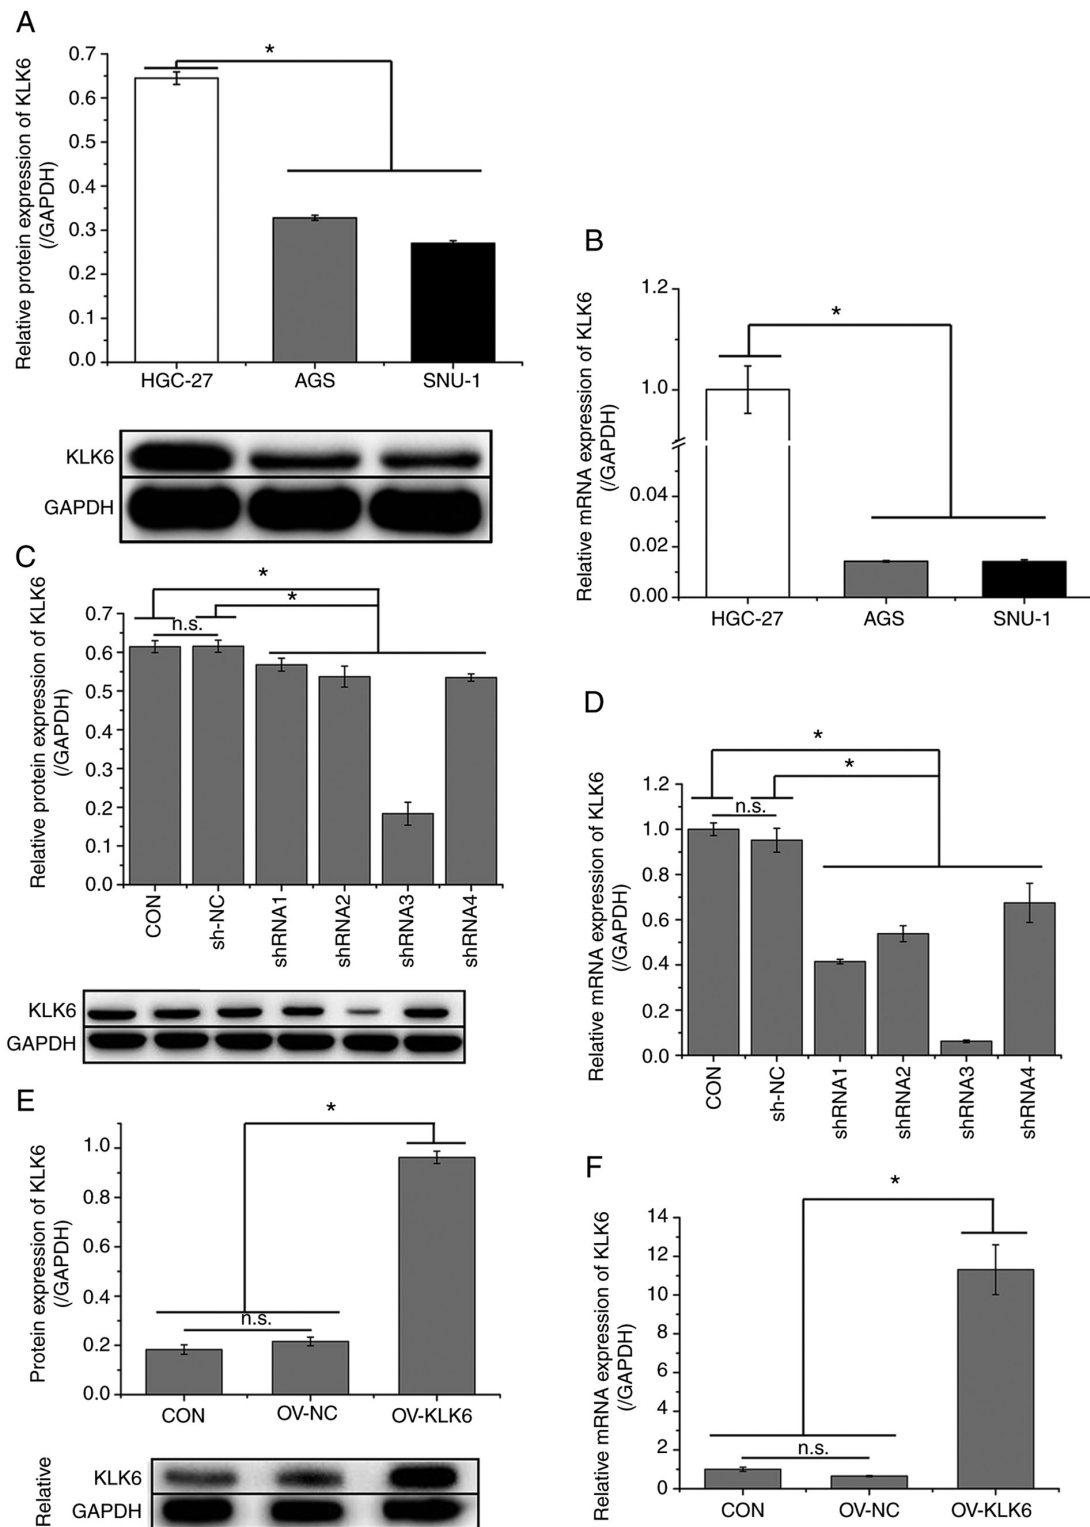 A
Relative protein expression of KLK6
(/GAPDH)
0.7
0.6
0.5
0.4
0.3
0.2
0.1
0.0
*
HGC-27 AGS SNU-1
KLK6
GAPDH
B
Relative mRNA expression of KLK6
(/GAPDH)
1.2
1.0
0.04
0.02
0.00
*
HGC-27 AGS SNU-1
C
Relative protein expression of KLK6
(/GAPDH)
0.7
0.6
0.5
0.4
0.3
0.2
0.1
0.0
*
*
n.s.
CON sh-NC shRNA1 shRNA2 shRNA3 shRNA4
KLK6
GAPDH
D
Relative mRNA expression of KLK6
(/GAPDH)
1.2
1.0
0.8
0.6
0.4
0.2
0.0
*
*
n.s.
CON sh-NC shRNA1 shRNA2 shRNA3 shRNA4
E
Protein expression of KLK6
(/GAPDH)
1.0
0.8
0.6
0.4
0.2
0.0
*
n.s.
CON OV-NC OV-KLK6
Relative
KLK6
GAPDH
F
Relative mRNA expression of KLK6
(/GAPDH)
14
12
10
8
6
4
2
0
*
n.s.
CON OV-NC OV-KLK6